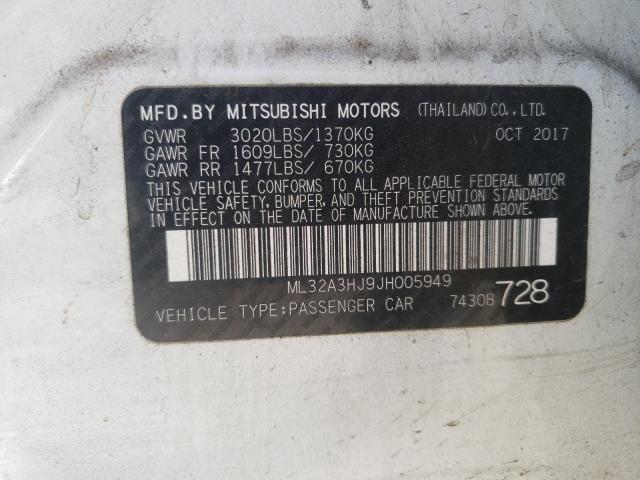 MFD.BY MITSUBISHI MOTORS (THAILAND)CO.,LTD.
GVWR 3020LBS/1370KG OCT 2017
GAWR FR 1609LBS/ 730KG
GAWR RR 1477LBS/ 670KG
THIS VEHICLE CONFORMS TO ALL APPLICABLE FEDERAL MOTOR
VEHICLE SAFETY, BUMPER, AND THEFT PREVENTION STANDARDS
IN EFFECT ON THE DATE OF MANUFACTURE SHOWN ABOVE.
ML32A3HJ9JH005949
VEHICLE TYPE:PASSENGER CAR 7430B 728